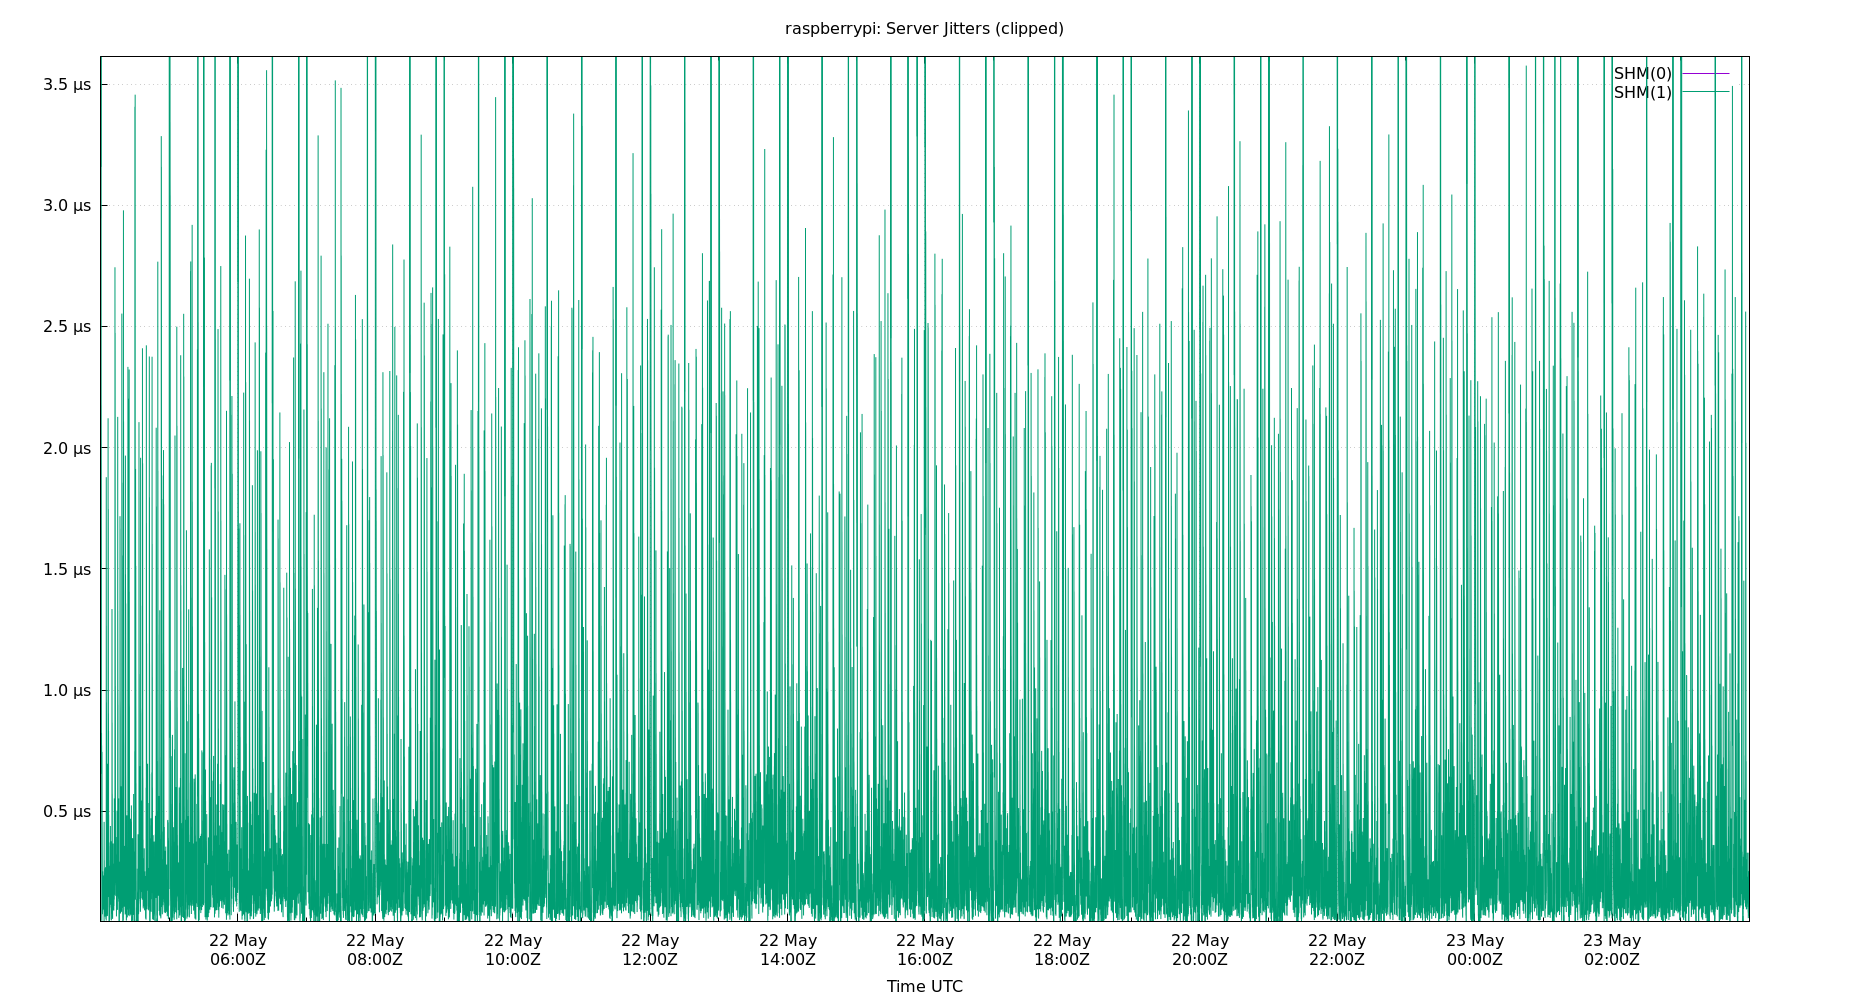 raspberrypi: Server Jitters (clipped)
3.5 µs
3.0 µs
2.5 µs
2.0 µs
1.5 µs
1.0 µs
0.5 µs
SHM(0)
SHM(1)
22 May
06:00Z
22 May
08:00Z
22 May
10:00Z
22 May
12:00Z
22 May
14:00Z
22 May
16:00Z
22 May
18:00Z
22 May
20:00Z
22 May
22:00Z
23 May
00:00Z
23 May
02:00Z
Time UTC